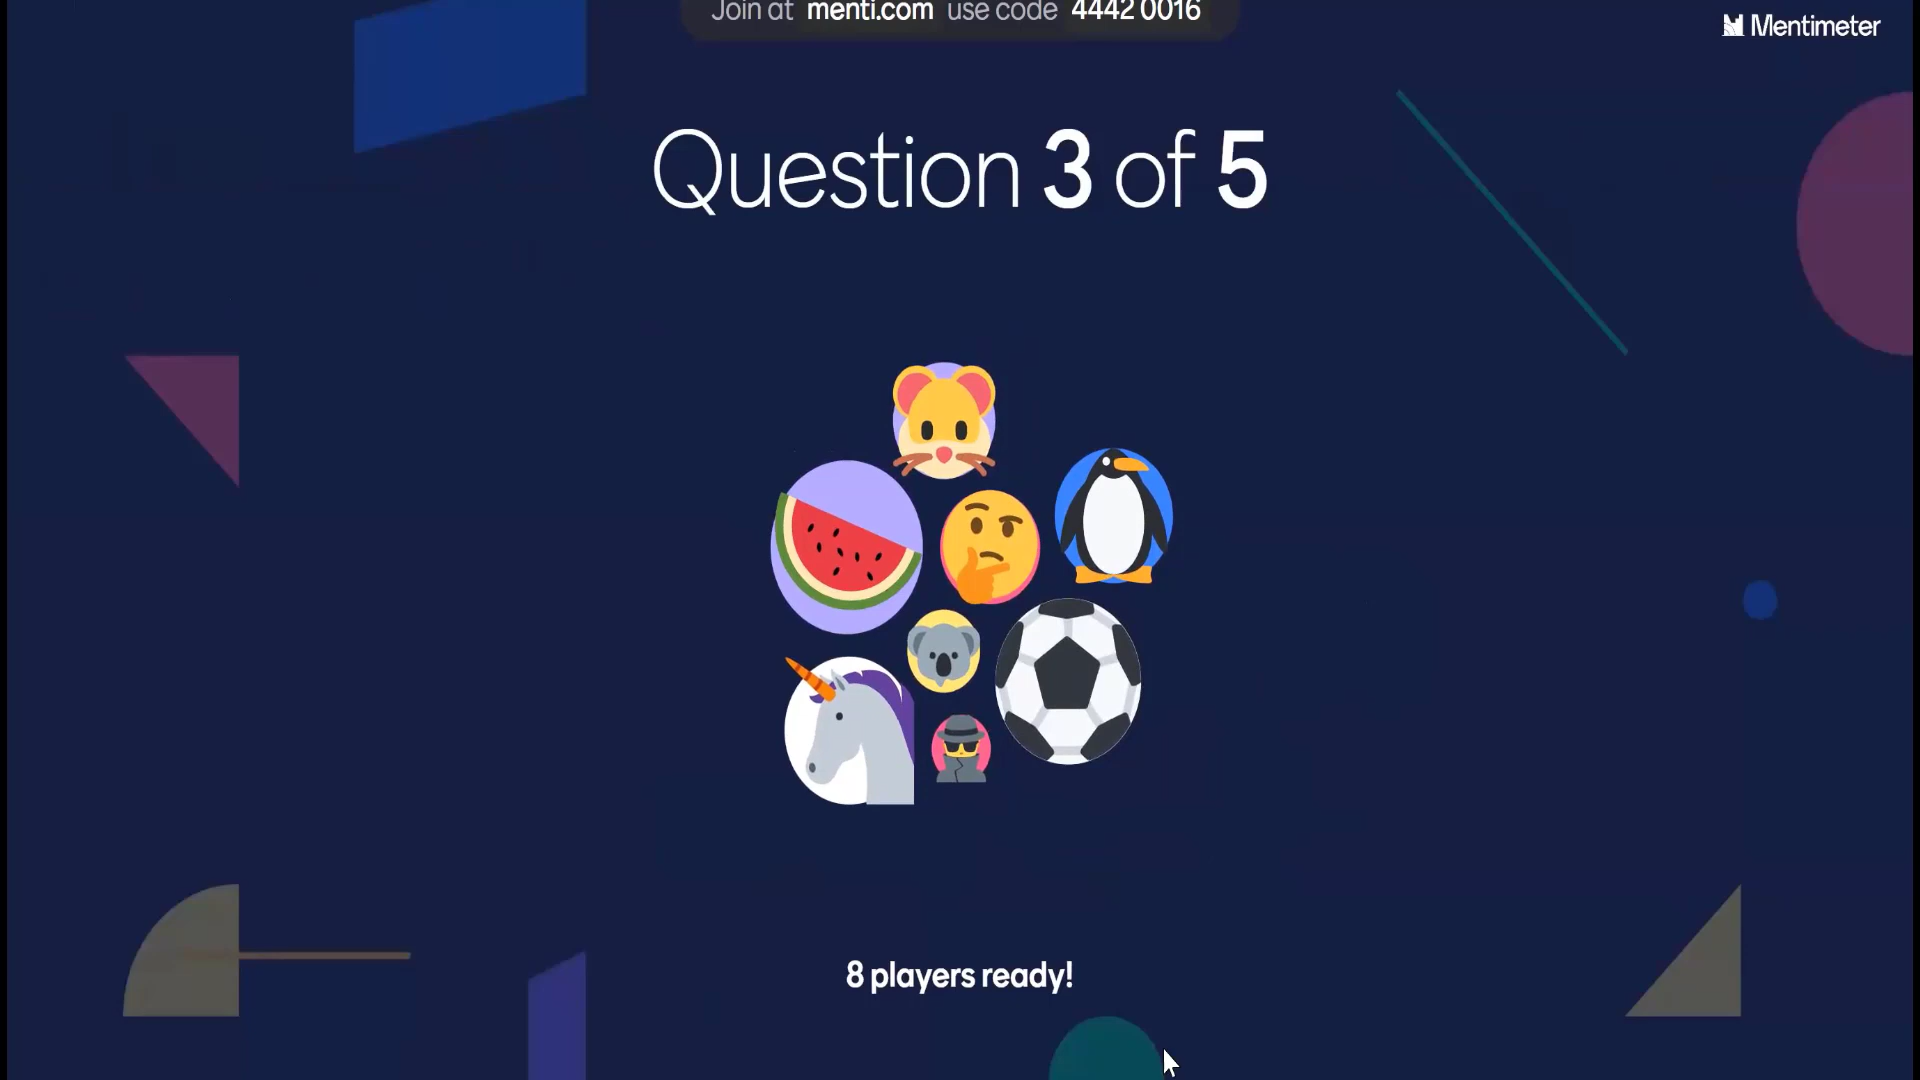 Join at menti.com use code 4442 0016
Mentimeter
Question 3 of 5
8 players ready!